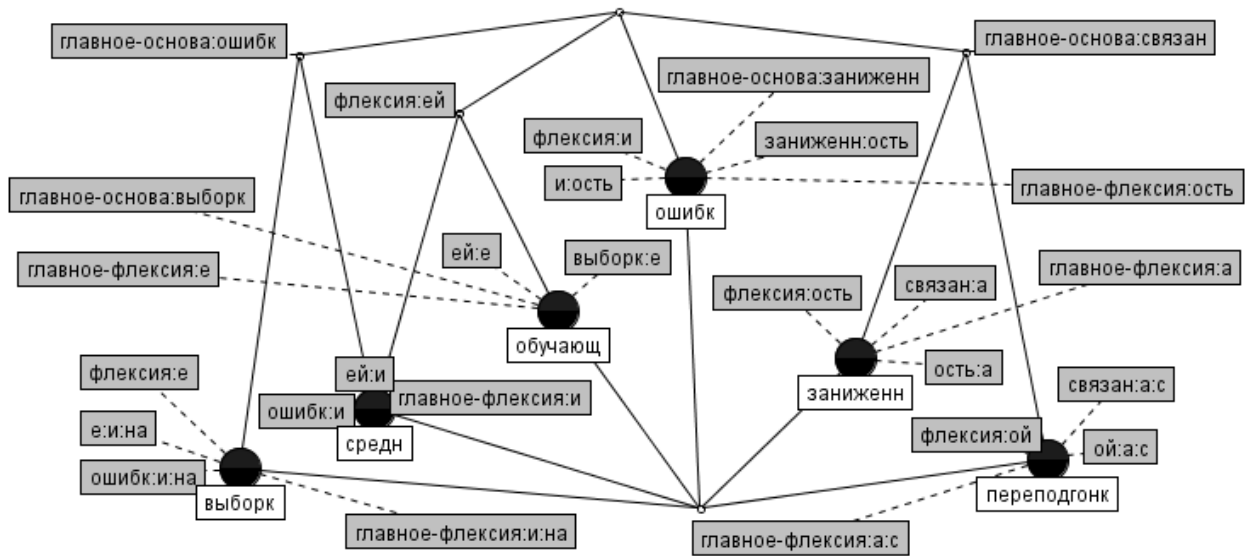 главное-основа:ошибк
главное-основа:связан
главное-основа:заниженн
флексия:ей
флексия:и
заниженн:ость
и:ость
главное-флексия:ость
главное-основа:выборк
ошибк
ей:е
выборк:е
главное-флексия:е
главное-флексия:а
связан:а
флексия:ость
обучающ
флексия:е
ей:и
ость:а
связан:а:с
главное-флексия:и
заниженн
ошибк:и
е:и:на
флексия:ой
средн
ой:а:с
ошибк:и:на
переподгонк
выборк
главное-флексия:и:на
главное-флексия:а:с